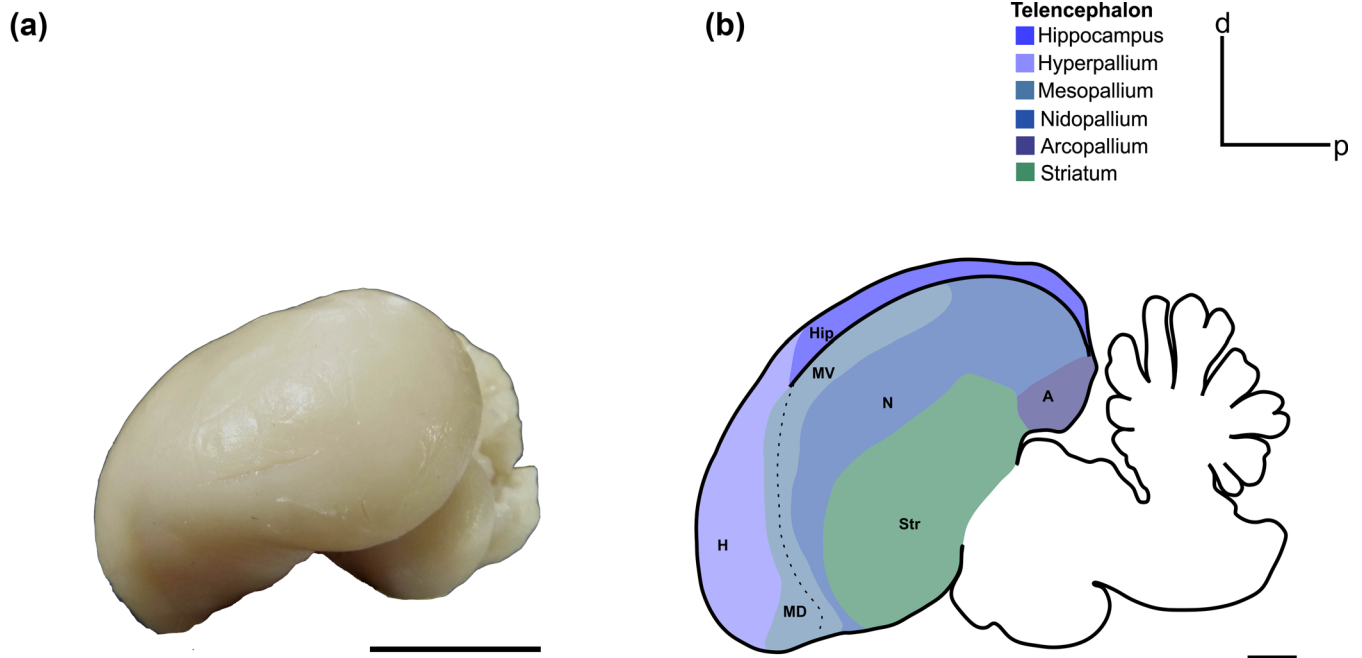 (a)
(b)
Telencephalon
Hippocampus
Hyperpallium
Mesopallium
Nidopallium
Arcopallium
Striatum
d
p
Hip
MV
N
A
Str
H
MD